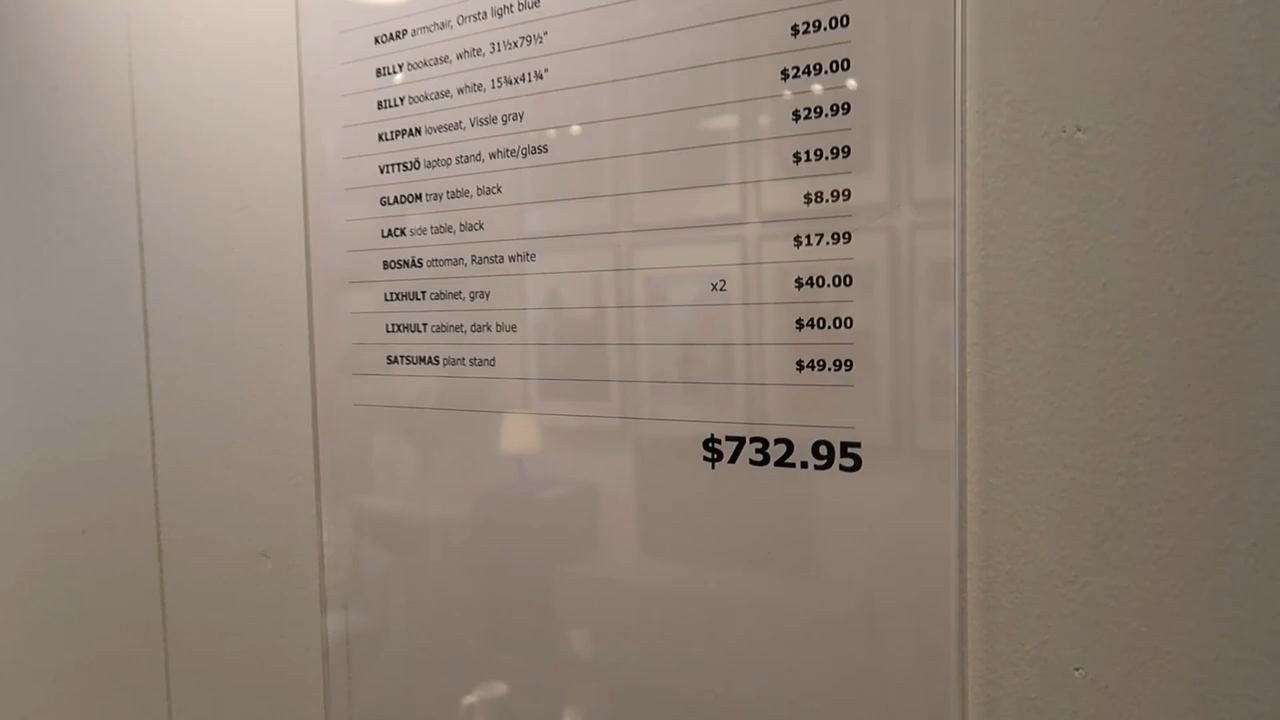 KOARP armchair, Orrsta light blue
BILLY bookcase, white, 31½x79½"
BILLY bookcase, white, 15¾x41¾" $29.00
KLIPPAN loveseat, Vissle gray $249.00
VITTSJÖ laptop stand, white/glass $29.99
GLADOM tray table, black $19.99
LACK side table, black $8.99
BOSNÄS ottoman, Ransta white $17.99
LIXHULT cabinet, gray x2 $40.00
LIXHULT cabinet, dark blue $40.00
SATSUMAS plant stand $49.99
$732.95